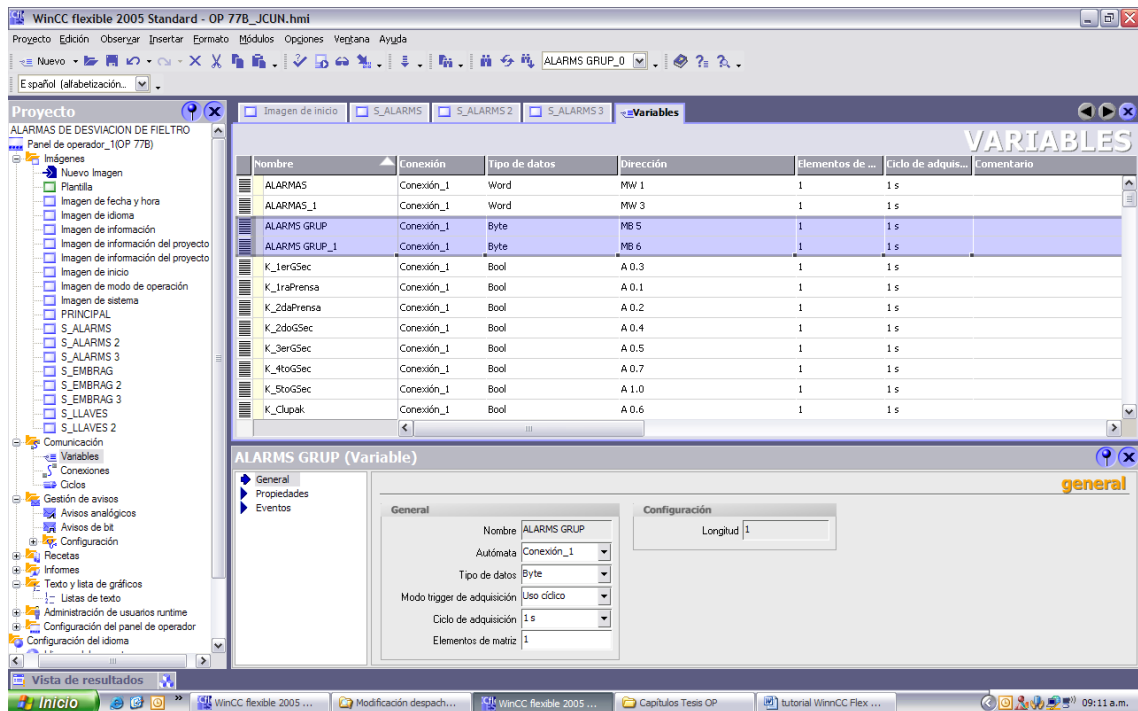 WinCC flexible 2005 Standard - OP 77B_JCUN.hmi
Proyecto Edición Observar Insertar Formato Módulos Opciones Ventana Ayuda
Nuevo ALARMS GRUP_0
Español (alfabetización...
Proyecto
ALARMAS DE DESVIACION DE FIELTRO
Panel de operador_1(OP 77B)
Imágenes
Nuevo Imagen
Plantilla
Imagen de fecha y hora
Imagen de idioma
Imagen de información
Imagen de información del proyecto
Imagen de información del proyecto
Imagen de inicio
Imagen de modo de operación
Imagen de sistema
PRINCIPAL
S_ALARMS
S_ALARMS 2
S_ALARMS 3
S_EMBRAG
S_EMBRAG 2
S_EMBRAG 3
S_LLAVES
S_LLAVES 2
Comunicación
Variables
Conexiones
Ciclos
Gestión de avisos
Avisos analógicos
Avisos de bit
Configuración
Recetas
Informes
Texto y lista de gráficos
Listas de texto
Administración de usuarios runtime
Configuración del panel de operador
Configuración del idioma
Imagen de inicio S_ALARMS S_ALARMS 2 S_ALARMS 3 Variables
VARIABLES
Nombre Conexión Tipo de datos Dirección Elementos de ... Ciclo de adquis... Comentario
ALARMAS Conexión_1 Word MW 1 1 1 s
ALARMAS_1 Conexión_1 Word MW 3 1 1 s
ALARMS GRUP Conexión_1 Byte MB 5 1 1 s
ALARMS GRUP_1 Conexión_1 Byte MB 6 1 1 s
K_1erGSec Conexión_1 Bool A 0.3 1 1 s
K_1raPrensa Conexión_1 Bool A 0.1 1 1 s
K_2daPrensa Conexión_1 Bool A 0.2 1 1 s
K_2doGSec Conexión_1 Bool A 0.4 1 1 s
K_3erGSec Conexión_1 Bool A 0.5 1 1 s
K_4toGSec Conexión_1 Bool A 0.7 1 1 s
K_5toGSec Conexión_1 Bool A 1.0 1 1 s
K_Clupak Conexión_1 Bool A 0.6 1 1 s
ALARMS GRUP (Variable)
General
Propiedades
Eventos
general
General
Nombre ALARMS GRUP
Autómata Conexión_1
Tipo de datos Byte
Modo trigger de adquisición Uso cíclico
Ciclo de adquisición 1 s
Elementos de matriz 1
Configuración
Longitud 1
Vista de resultados
Inicio WinCC flexible 2005 ... Modificación despach... WinCC flexible 2005 ... Capítulos Tesis OP tutorial WinnCC Flex ... 09:11 a.m.